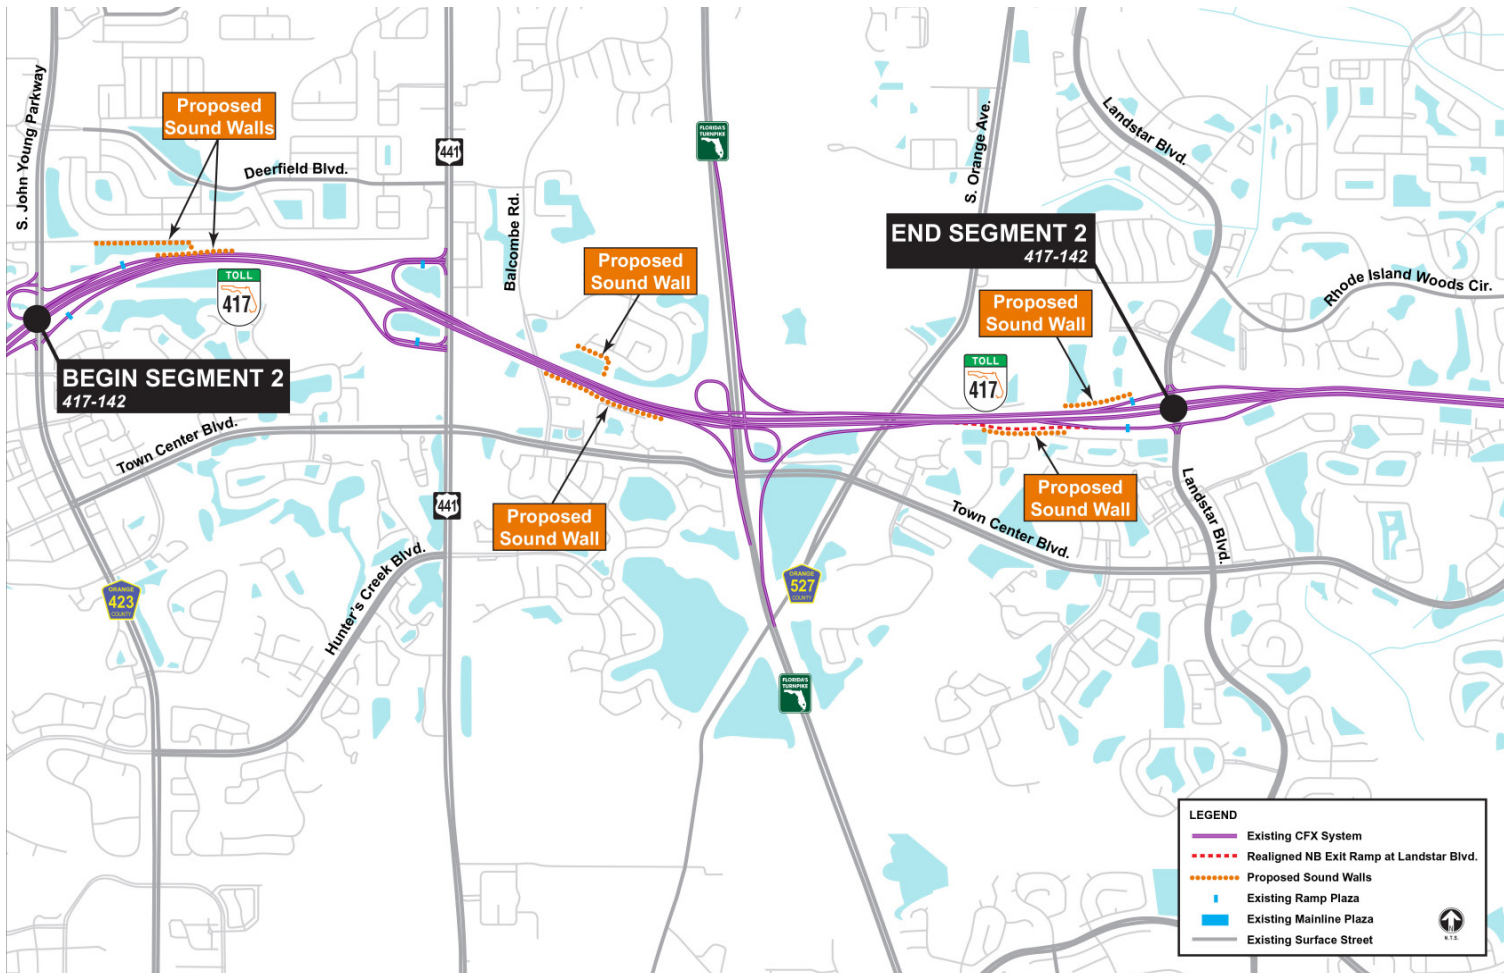 S. John Young Parkway
Proposed
Sound Walls
Deerfield Blvd.
441
Balcombe Rd.
FLORIDA'S
TURNPIKE
S. Orange Ave.
Landstar Blvd.
END SEGMENT 2
417-142
Rhode Island Woods Cir.
TOLL
417
Proposed
Sound Wall
Proposed
Sound Wall
TOLL
417
BEGIN SEGMENT 2
417-142
Town Center Blvd.
441
Proposed
Sound Wall
Proposed
Sound Wall
Landstar Blvd.
Town Center Blvd.
Hunter's Creek Blvd.
ORANGE
527
COUNTY
ORANGE
423
COUNTY
FLORIDA'S
TURNPIKE
LEGEND
Existing CFX System
Realigned NB Exit Ramp at Landstar Blvd.
Proposed Sound Walls
Existing Ramp Plaza
Existing Mainline Plaza
Existing Surface Street
N
N.T.S.